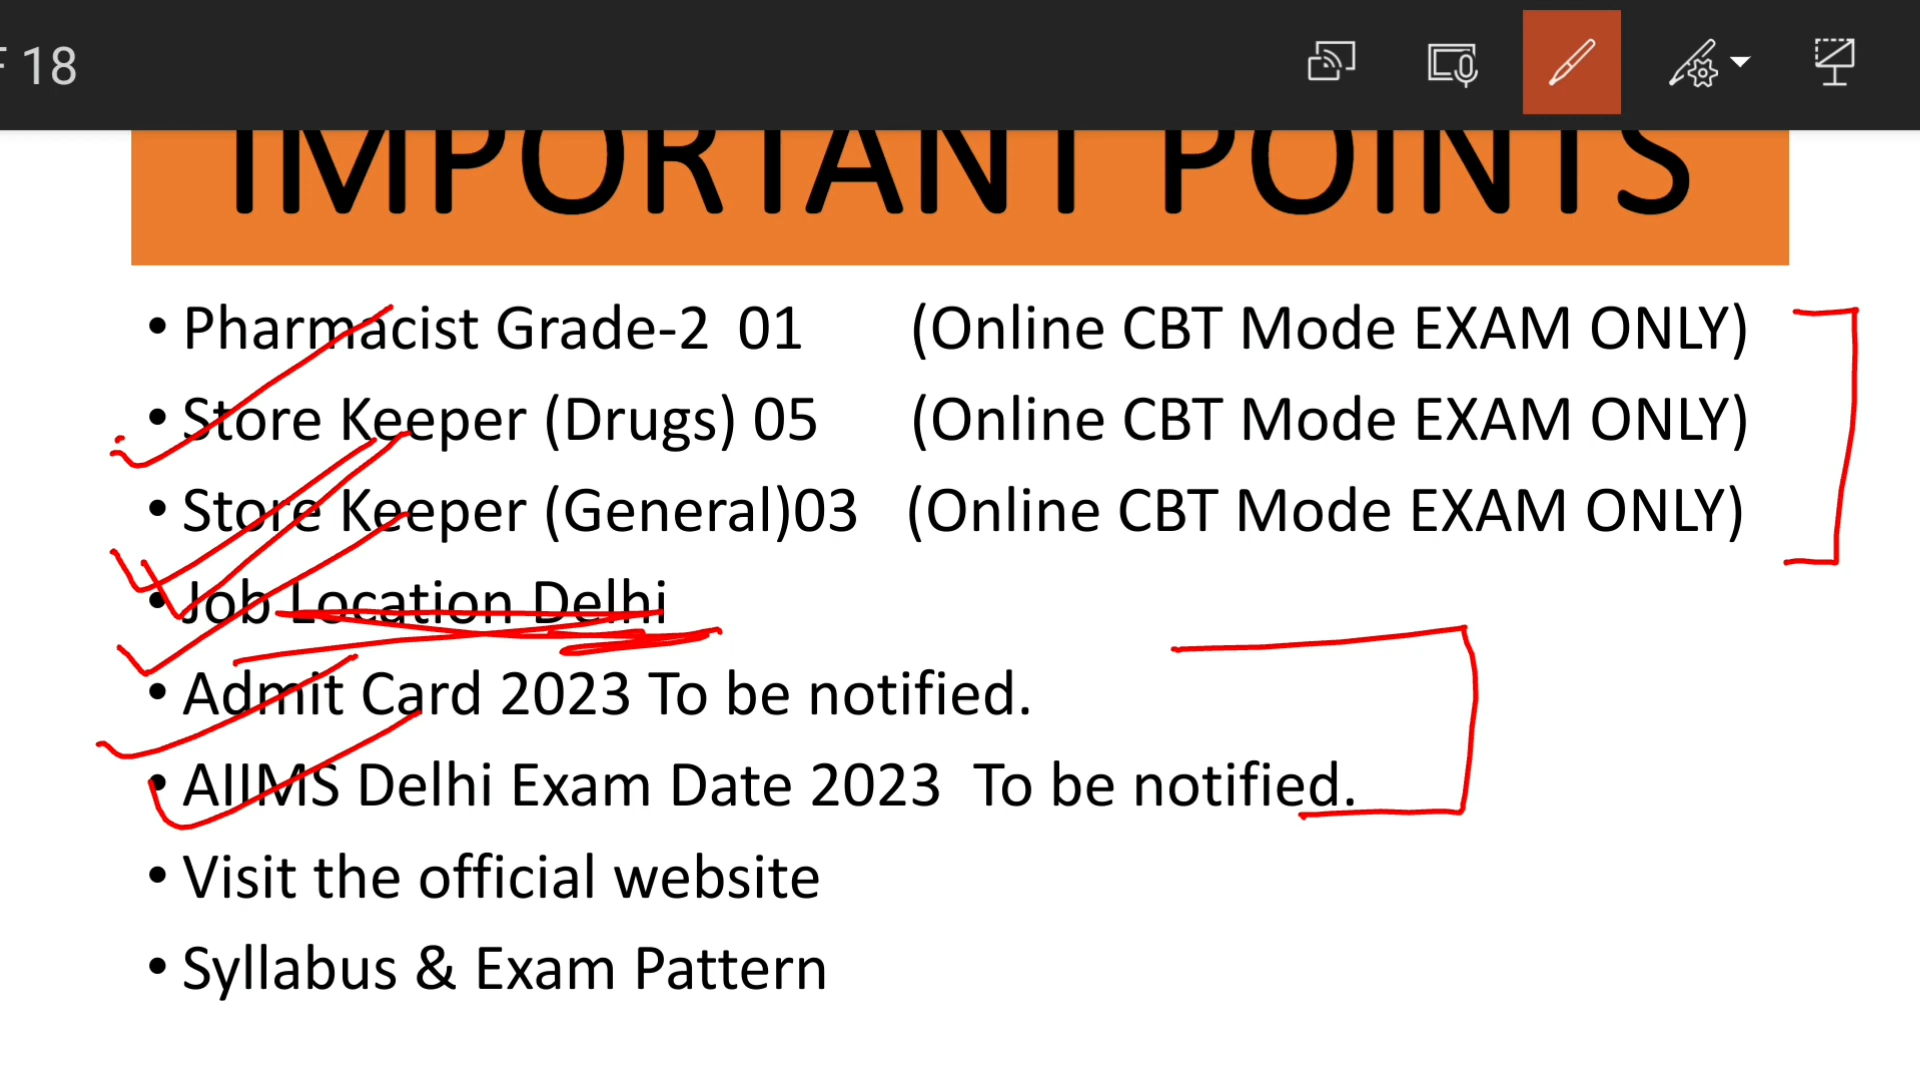 18
IMPORTANT POINTS
• Pharmacist Grade-2 01 (Online CBT Mode EXAM ONLY)
• Store Keeper (Drugs) 05 (Online CBT Mode EXAM ONLY)
• Store Keeper (General)03 (Online CBT Mode EXAM ONLY)
• Job Location Delhi
• Admit Card 2023 To be notified.
• AIIMS Delhi Exam Date 2023 To be notified.
• Visit the official website
• Syllabus & Exam Pattern